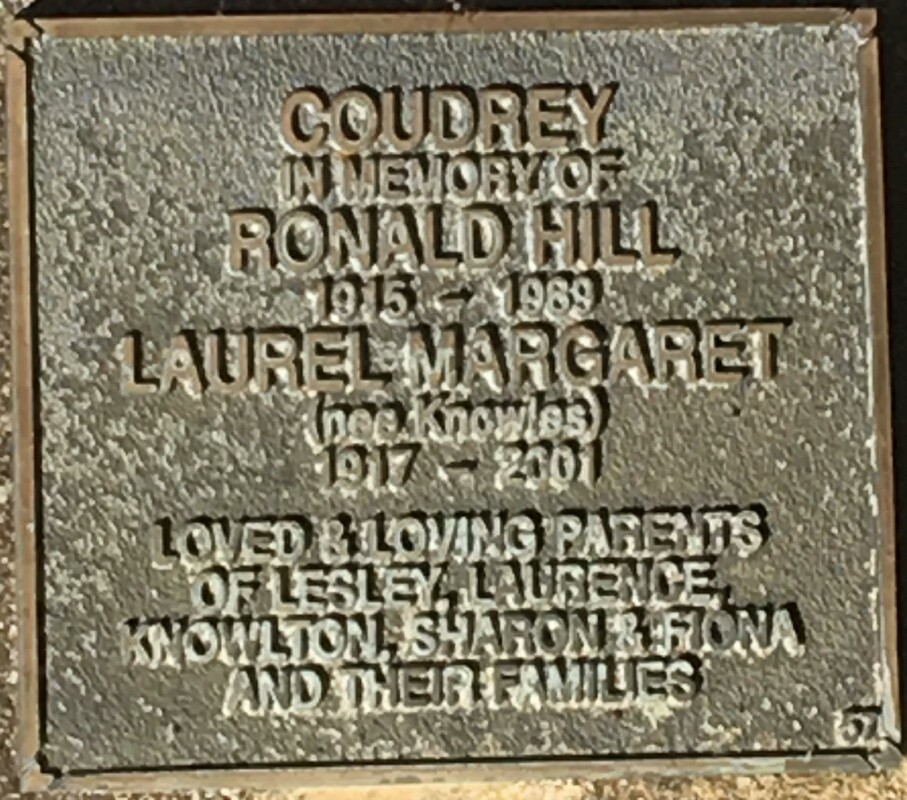 COUDREY
IN MEMORY OF
RONALD HILL
1915 - 1989
LAUREL MARGARET
(nee Knowles)
1917 - 2001
LOVED & LOVING PARENTS
OF LESLEY, LAURENCE,
KNOWLTON, SHARON & FIONA
AND THEIR FAMILIES
57